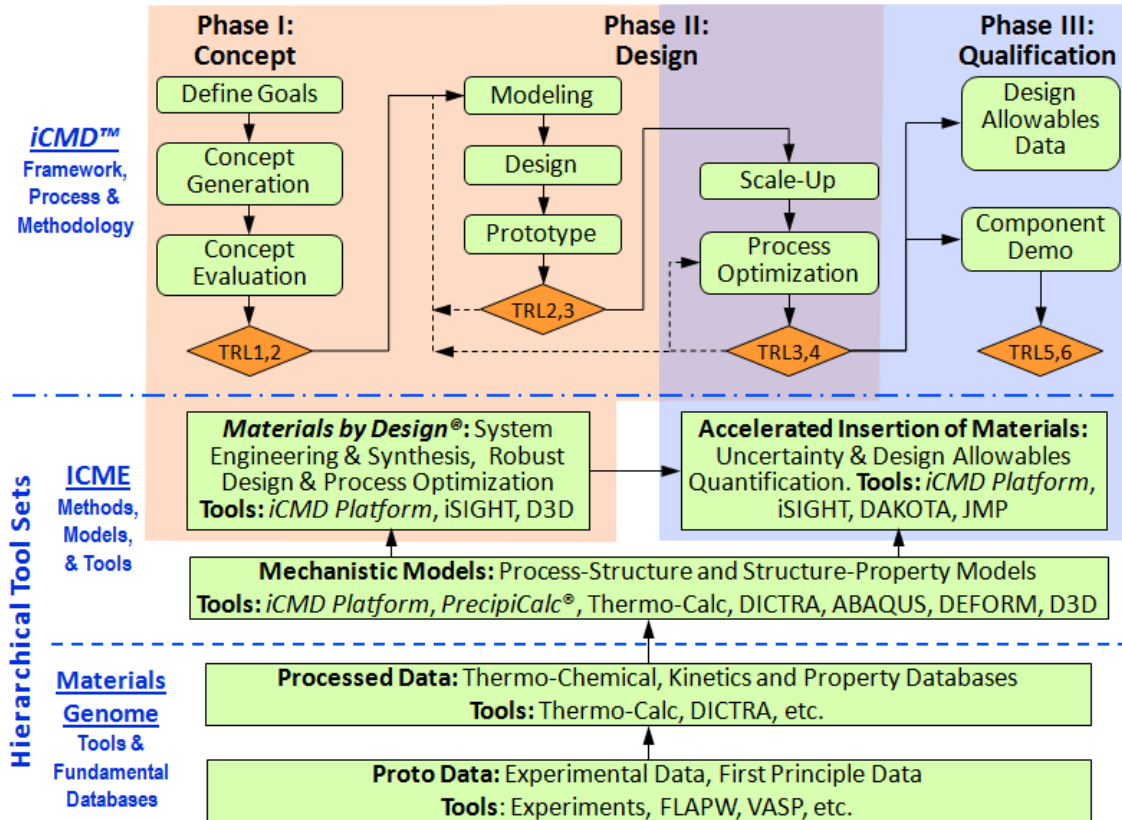 Phase I:
Concept
Phase II:
Design
Phase III:
Qualification
iCMD™
Framework,
Process &
Methodology
Define Goals
Concept
Generation
Concept
Evaluation
TRL1,2
Modeling
Design
Prototype
TRL2,3
Scale-Up
Process
Optimization
TRL3,4
Design
Allowables
Data
Component
Demo
TRL5,6
Hierarchical Tool Sets
ICME
Methods,
Models,
& Tools
Materials by Design®: System
Engineering & Synthesis, Robust
Design & Process Optimization
Tools: iCMD Platform, iSIGHT, D3D
Accelerated Insertion of Materials:
Uncertainty & Design Allowables
Quantification. Tools: iCMD Platform,
iSIGHT, DAKOTA, JMP
Mechanistic Models: Process-Structure and Structure-Property Models
Tools: iCMD Platform, PrecipiCalc®, Thermo-Calc, DICTRA, ABAQUS, DEFORM, D3D
Materials
Genome
Tools &
Fundamental
Databases
Processed Data: Thermo-Chemical, Kinetics and Property Databases
Tools: Thermo-Calc, DICTRA, etc.
Proto Data: Experimental Data, First Principle Data
Tools: Experiments, FLAPW, VASP, etc.